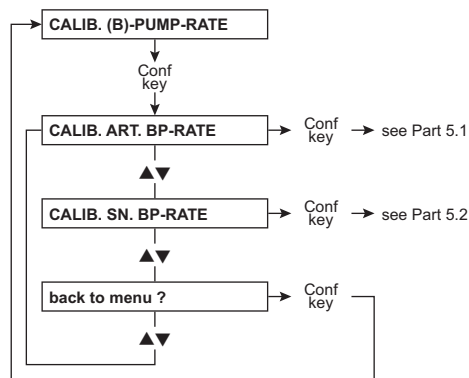 CALIB. (B)-PUMP-RATE
Conf
key
CALIB. ART. BP-RATE
Conf
key
see Part 5.1
▲▼
CALIB. SN. BP-RATE
Conf
key
see Part 5.2
▲▼
back to menu ?
Conf
key
▲▼